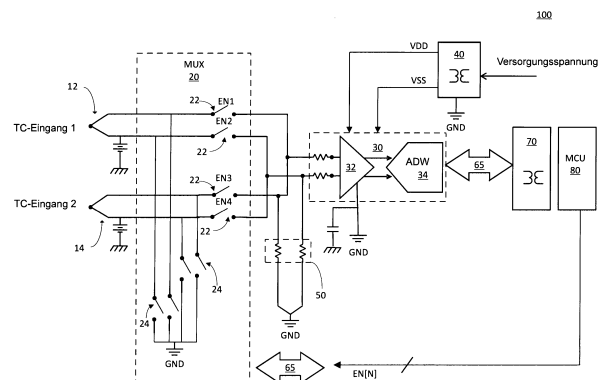 100
VDD
VSS
40
Versorgungsspannung
GND
MUX
20
12
22
EN1
EN2
TC-Eingang 1
22
22
EN3
EN4
22
TC-Eingang 2
14
30
32
ADW
34
65
70
MCU
80
GND
24
24
50
GND
GND
65
EN[N]